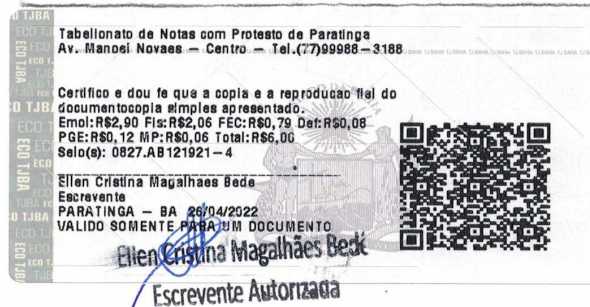 Tabelionato de Notas com Protesto de Paratinga
Av. Manoel Novaes - Centro - Tel.(77)99988-3188
Certifico e dou fe que a copia e a reproducao fiel do
documentocopia simples apresentado.
Emol:R$2,90 Fis:R$2,06 FEC:R$0,79 Def:R$0,08
PGE:R$0,12 MP:R$0,06 Total:R$6,00
Selo(s): 0827.AB121921-4
Ellen Cristina Magalhaes Bede
Escrevente
PARATINGA - BA 26/04/2022
VALIDO SOMENTE PARA UM DOCUMENTO
Ellen Cristina Magalhães Bede
Escrevente Autorizada